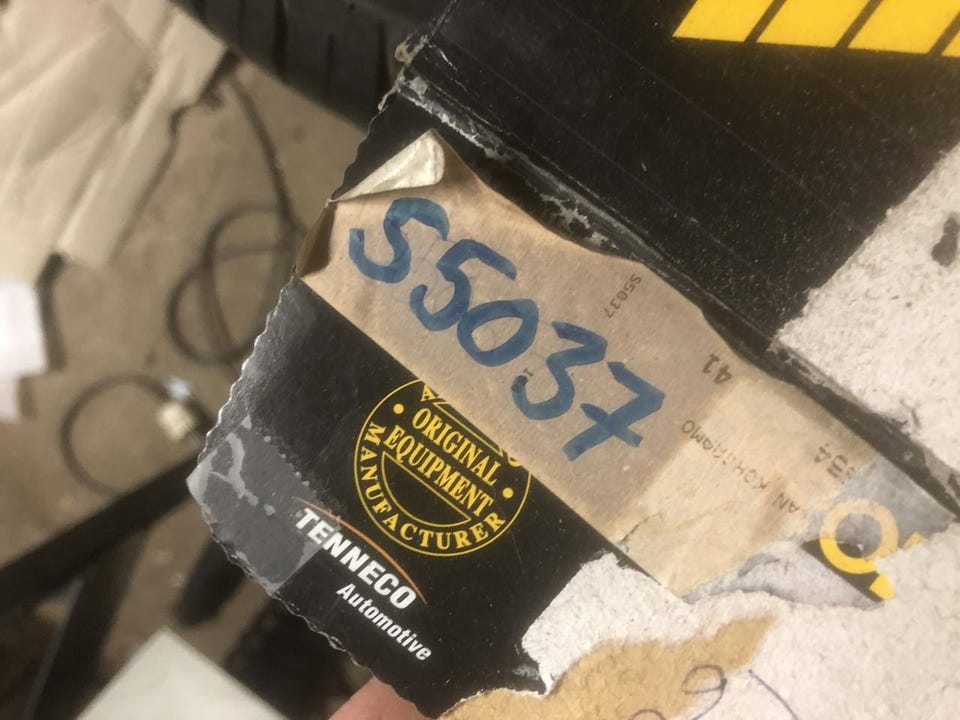 S5037
S5037
41
ORIGINAL
EQUIPMENT
MANUFACTURER
TENNECO
Automotive